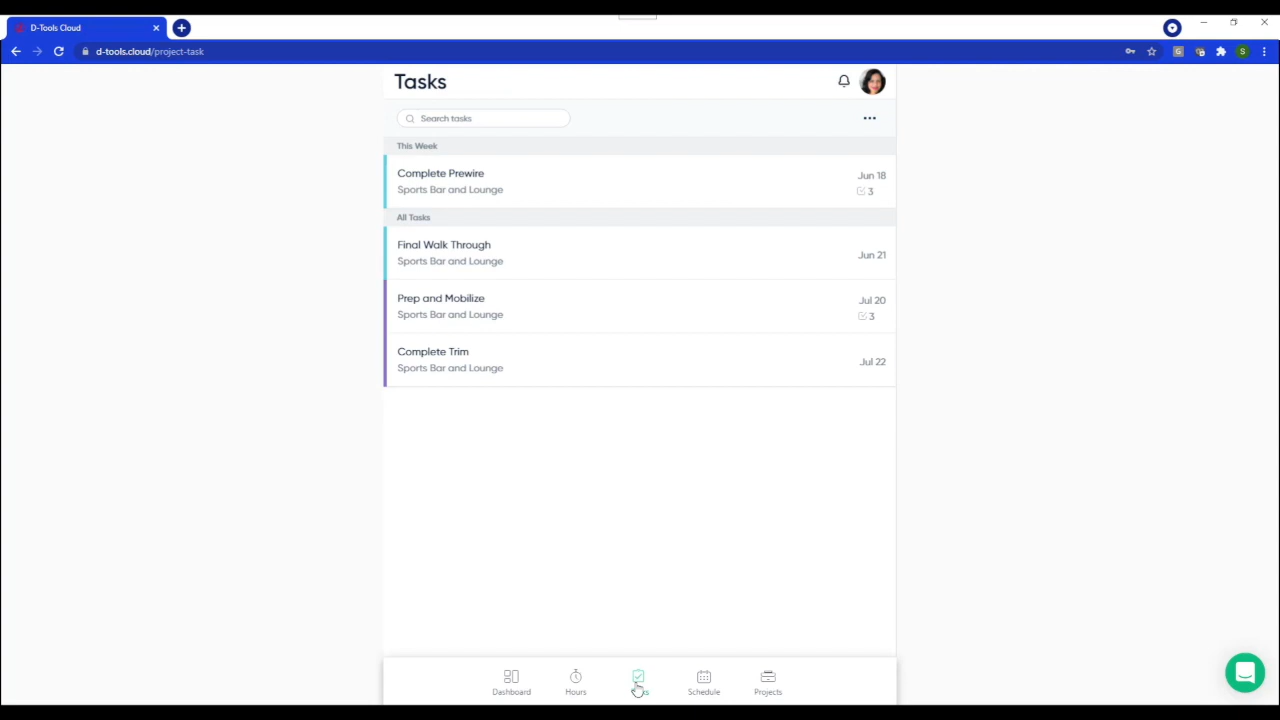 D-Tools Cloud
d-tools.cloud/project-task
S
Tasks
Search tasks
This Week
Complete Prewire
Jun 18
Sports Bar and Lounge
3
All Tasks
Final Walk Through
Sports Bar and Lounge
Jun 21
Prep and Mobilize
Jul 20
Sports Bar and Lounge
3
Complete Trim
Sports Bar and Lounge
Jul 22
Dashboard
Hours
Schedule
Projects